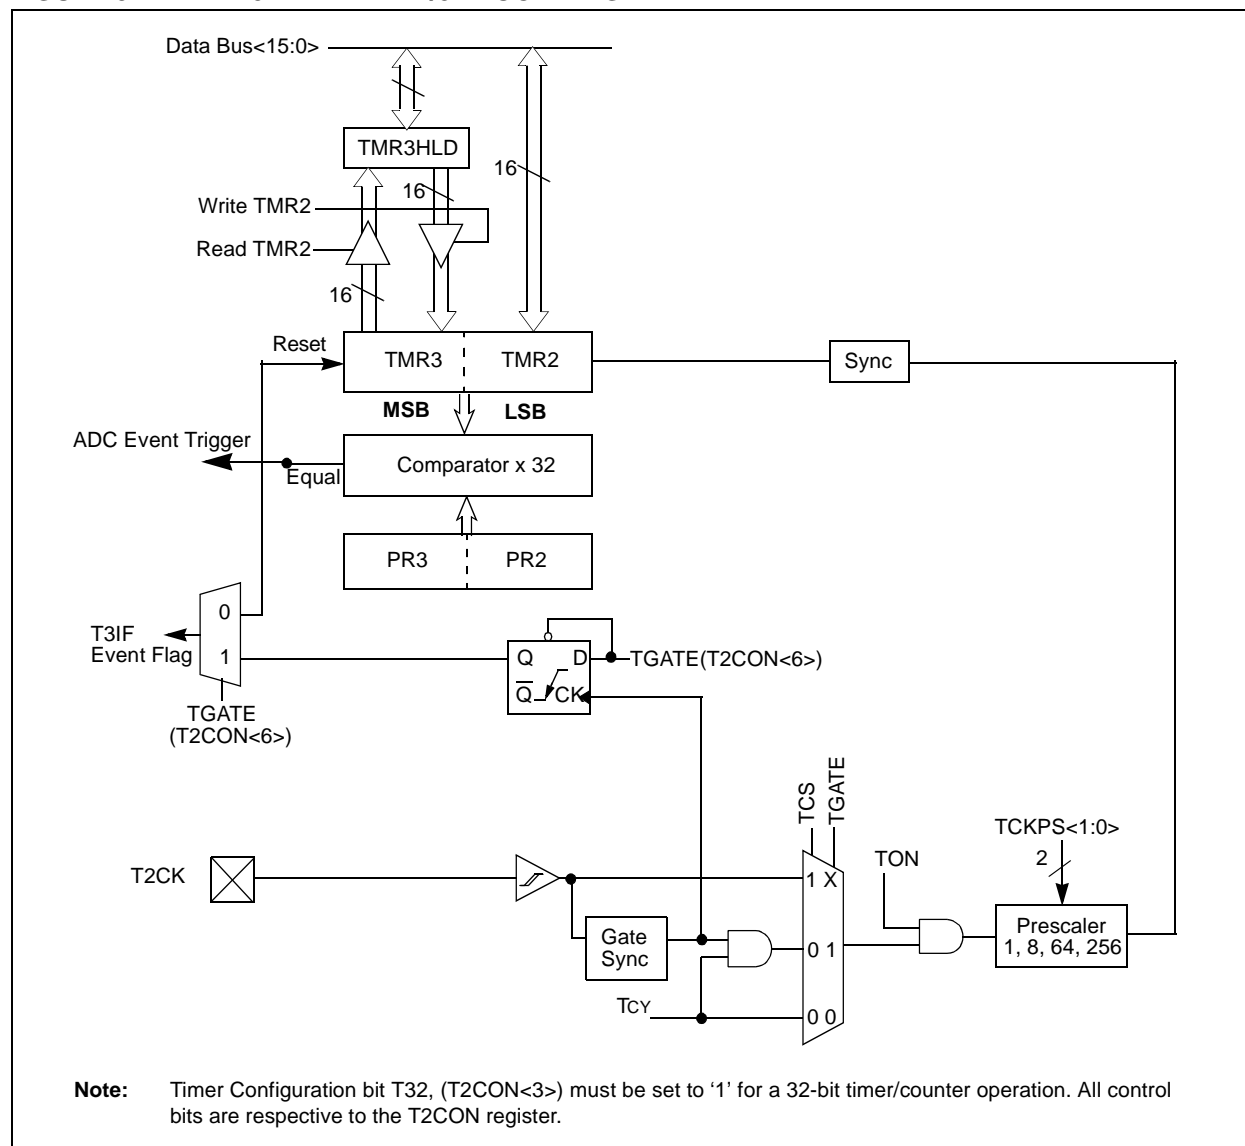 Data Bus<15:0>
TMR3HLD
16
16
Write TMR2
Read TMR2
16
Reset
TMR3
TMR2
Sync
MSB
LSB
ADC Event Trigger
Equal
Comparator x 32
PR3
PR2
0
1
T3IF
Event Flag
Q
D
TGATE(T2CON<6>)
Q
CK
TGATE
(T2CON<6>)
TCS
TGATE
TCKPS<1:0>
2
TON
T2CK
1 X
Gate
Sync
0 1
Prescaler
1, 8, 64, 256
TCY
0 0
Note: Timer Configuration bit T32, (T2CON<3>) must be set to ‘1’ for a 32-bit timer/counter operation. All control
bits are respective to the T2CON register.